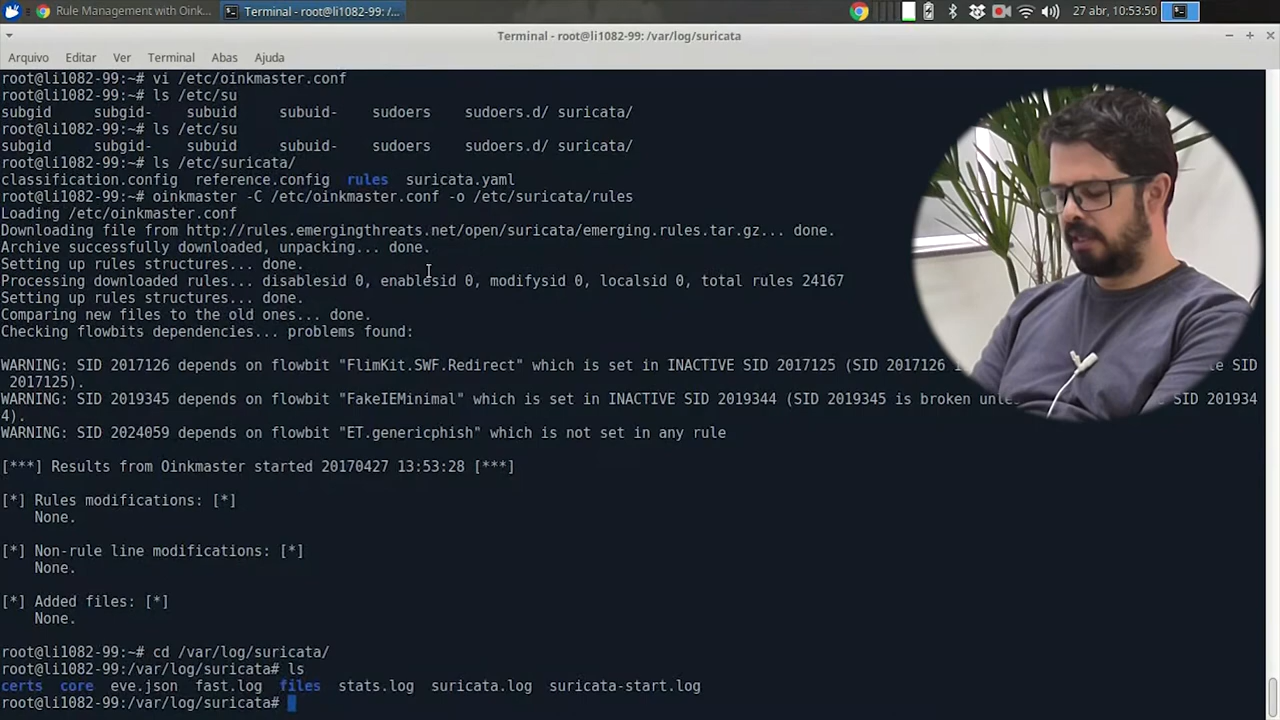 Rule Management with Oink... Terminal - root@li1082-99: /... 27 abr, 10:53:50
Terminal - root@li1082-99: /var/log/suricata
Arquivo Editar Ver Terminal Abas Ajuda
root@li1082-99:~# vi /etc/oinkmaster.conf
root@li1082-99:~# ls /etc/su
subgid subgid- subuid subuid- sudoers sudoers.d/ suricata/
root@li1082-99:~# ls /etc/su
subgid subgid- subuid subuid- sudoers sudoers.d/ suricata/
root@li1082-99:~# ls /etc/suricata/
classification.config reference.config rules suricata.yaml
root@li1082-99:~# oinkmaster -C /etc/oinkmaster.conf -o /etc/suricata/rules
Loading /etc/oinkmaster.conf
Downloading file from http://rules.emergingthreats.net/open/suricata/emerging.rules.tar.gz... done.
Archive successfully downloaded, unpacking... done.
Setting up rules structures... done.
Processing downloaded rules... disablesid 0, enablesid 0, modifysid 0, localsid 0, total rules 24167
Setting up rules structures... done.
Comparing new files to the old ones... done.
Checking flowbits dependencies... problems found:
WARNING: SID 2017126 depends on flowbit "FlimKit.SWF.Redirect" which is set in INACTIVE SID 2017125 (SID 2017126 SID
2017125).
WARNING: SID 2019345 depends on flowbit "FakeIEMinimal" which is set in INACTIVE SID 2019344 (SID 2019345 is broken SID 201934
4).
WARNING: SID 2024059 depends on flowbit "ET.genericphish" which is not set in any rule
[***] Results from Oinkmaster started 20170427 13:53:28 [***]
[*] Rules modifications: [*]
None.
[*] Non-rule line modifications: [*]
None.
[*] Added files: [*]
None.
root@li1082-99:~# cd /var/log/suricata/
root@li1082-99:/var/log/suricata# ls
certs core eve.json fast.log files stats.log suricata.log suricata-start.log
root@li1082-99:/var/log/suricata#